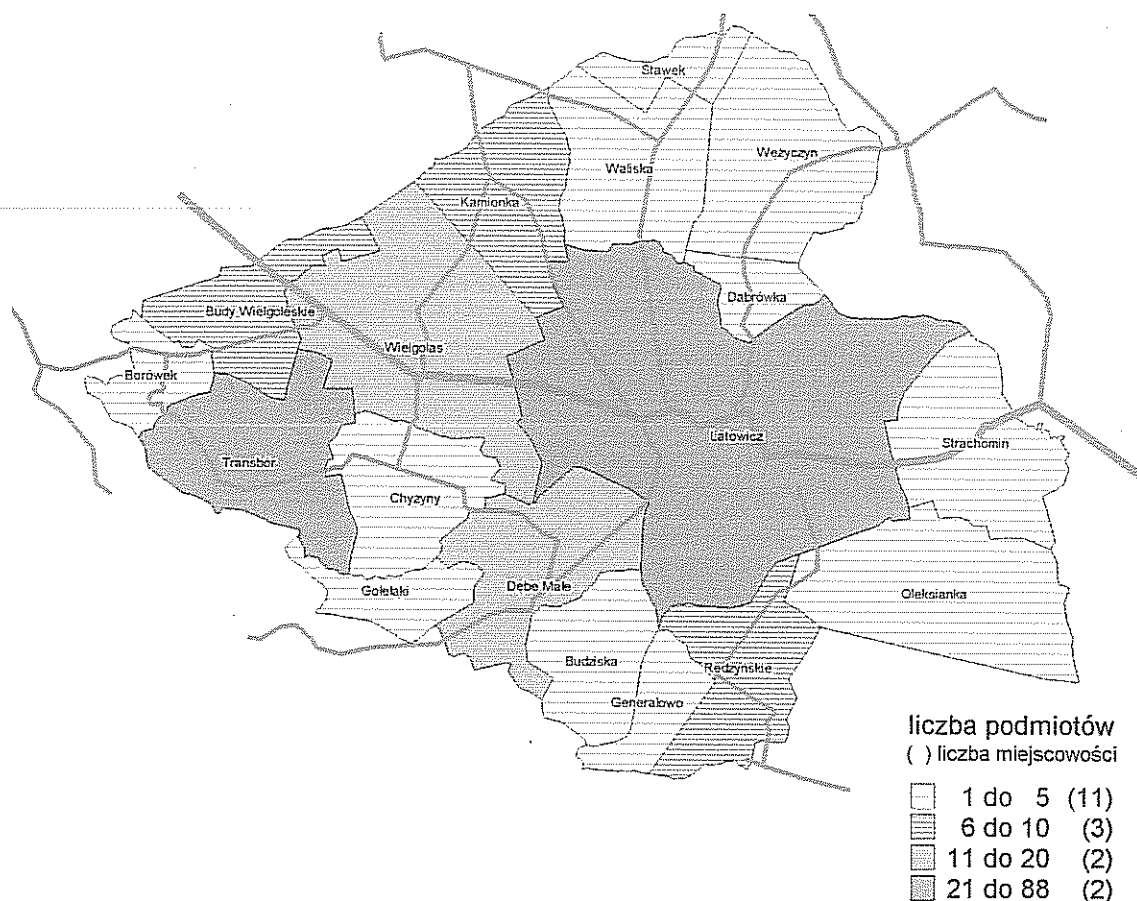 Stawek
Wężyczyn
Waliska
Kamionka
Dąbrówka
Budy Wielgoleskie
Wielgolas
Borówek
Latowicz
Strachomin
Transbór
Chyżyny
Gołełaki
Dębe Małe
Oleksianka
Budziska
Redzyńskie
Generałowo
liczba podmiotów
( ) liczba miejscowości
1 do 5 (11)
6 do 10 (3)
11 do 20 (2)
21 do 88 (2)